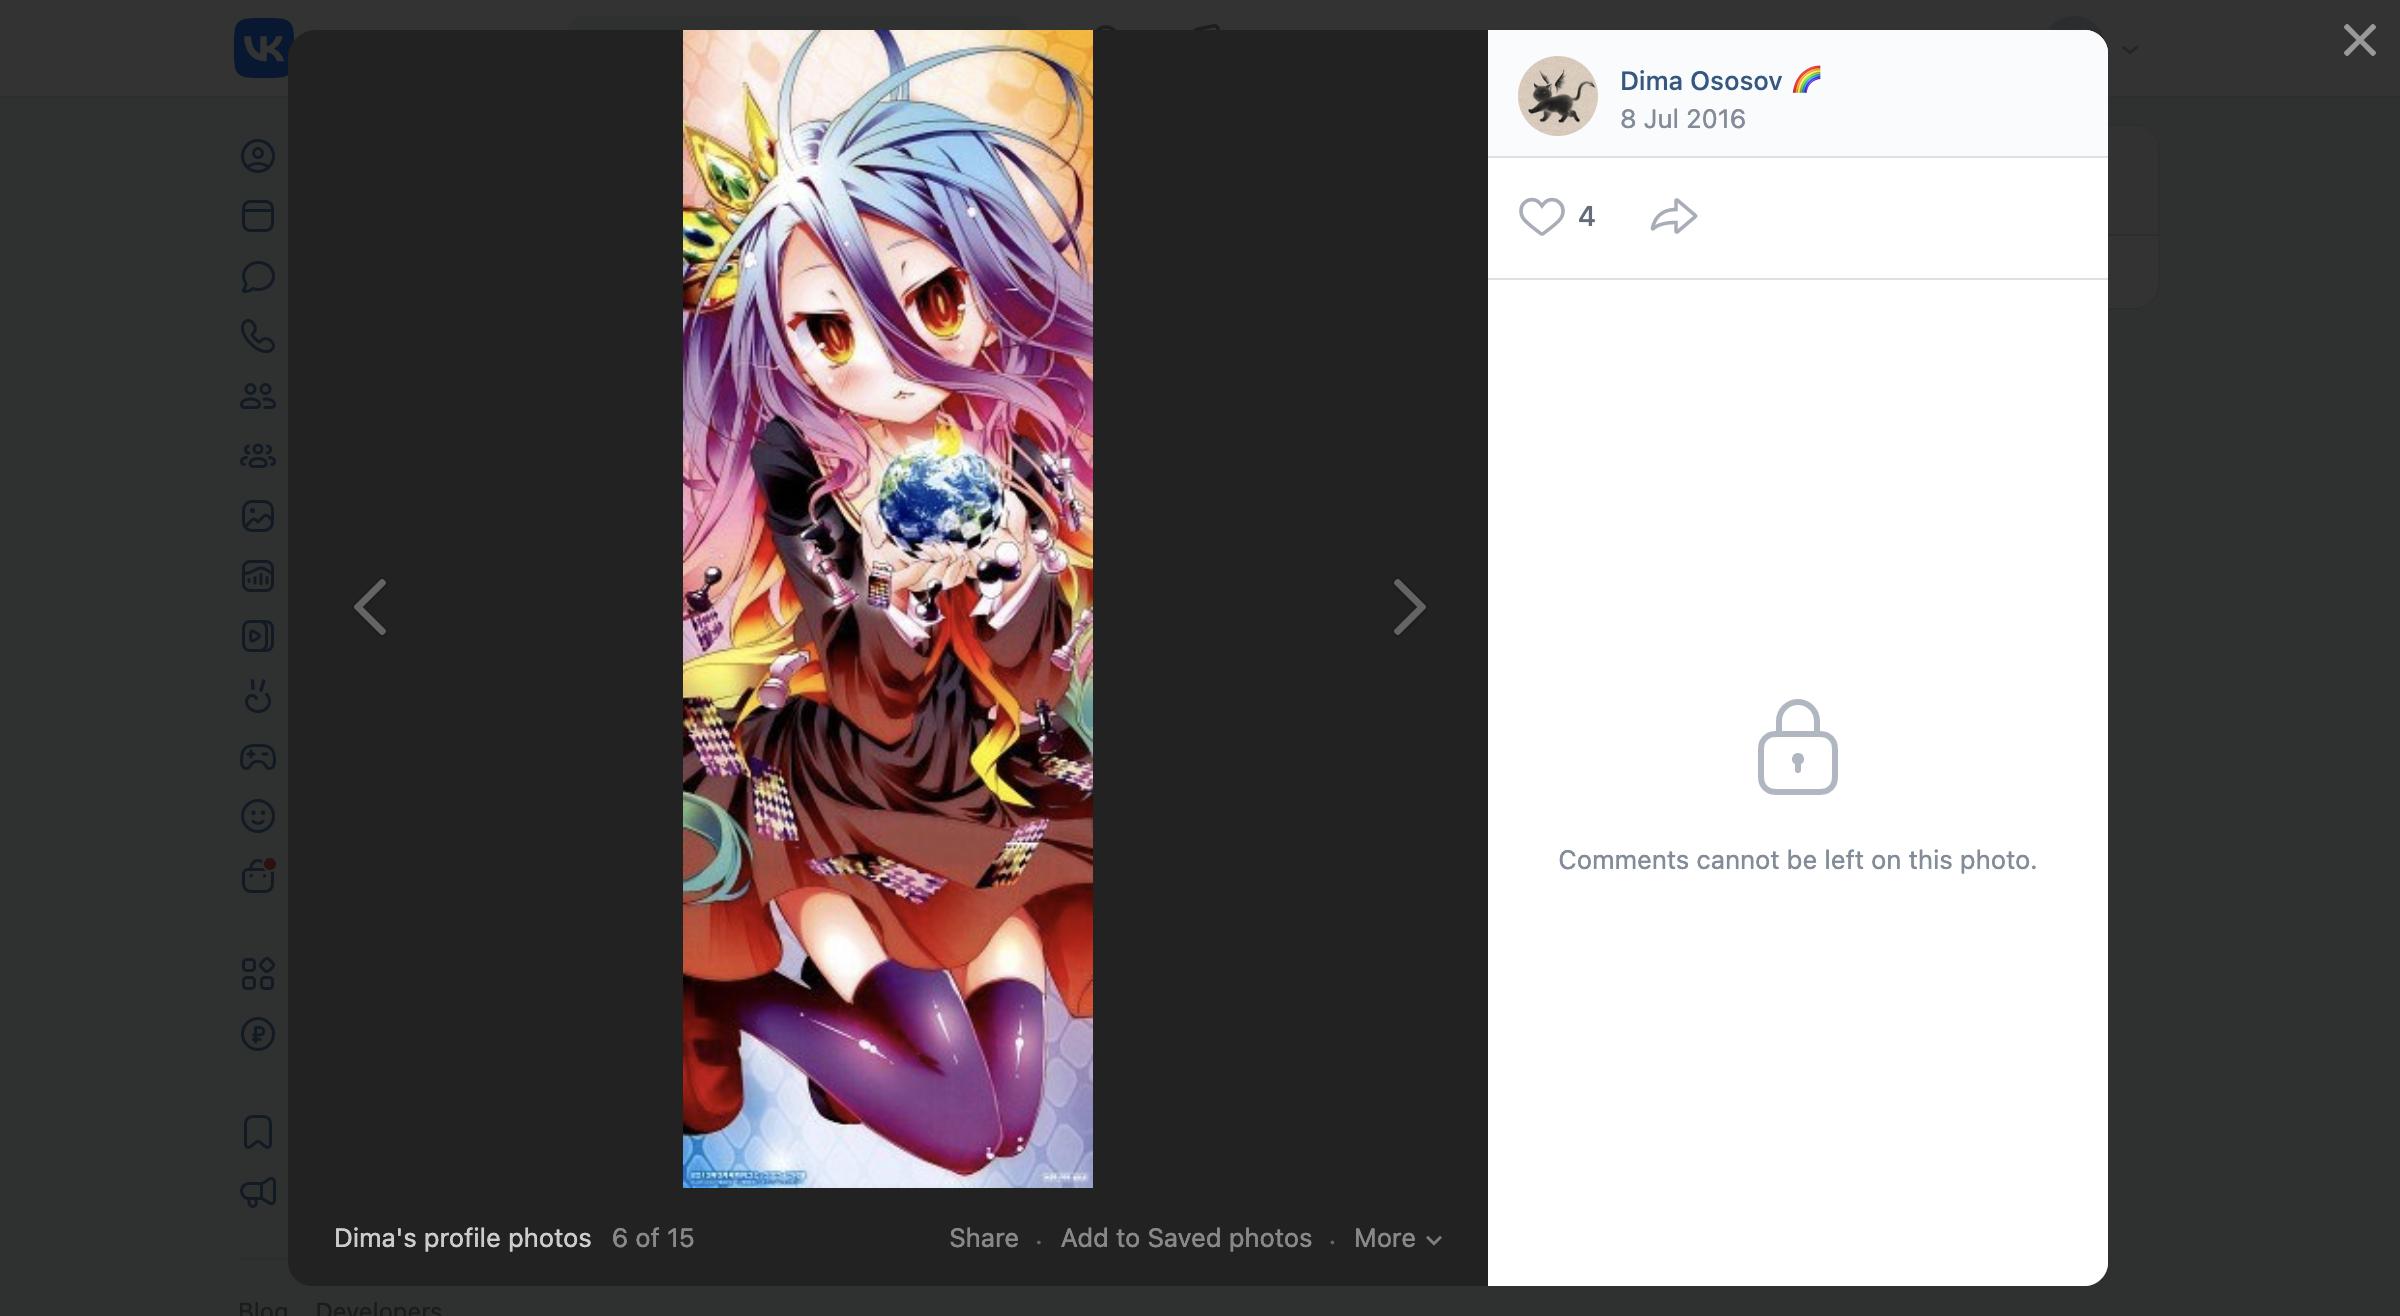 VK
Dima Ososov 🌈
8 Jul 2016
4
Comments cannot be left on this photo.
Dima's profile photos 6 of 15
Share · Add to Saved photos · More
Blog Developers